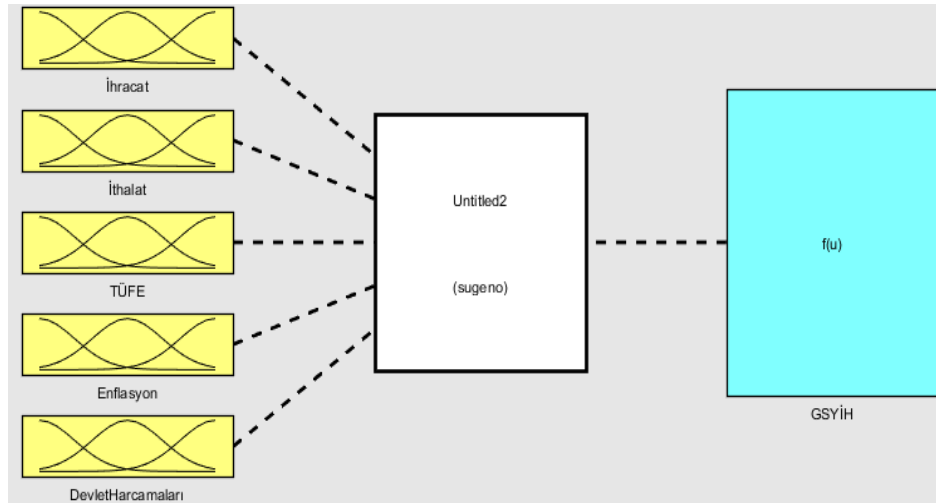 İhracat
İthalat
TÜFE
Enflasyon
DevletHarcamaları
Untitled2
(sugeno)
f(u)
GSYİH